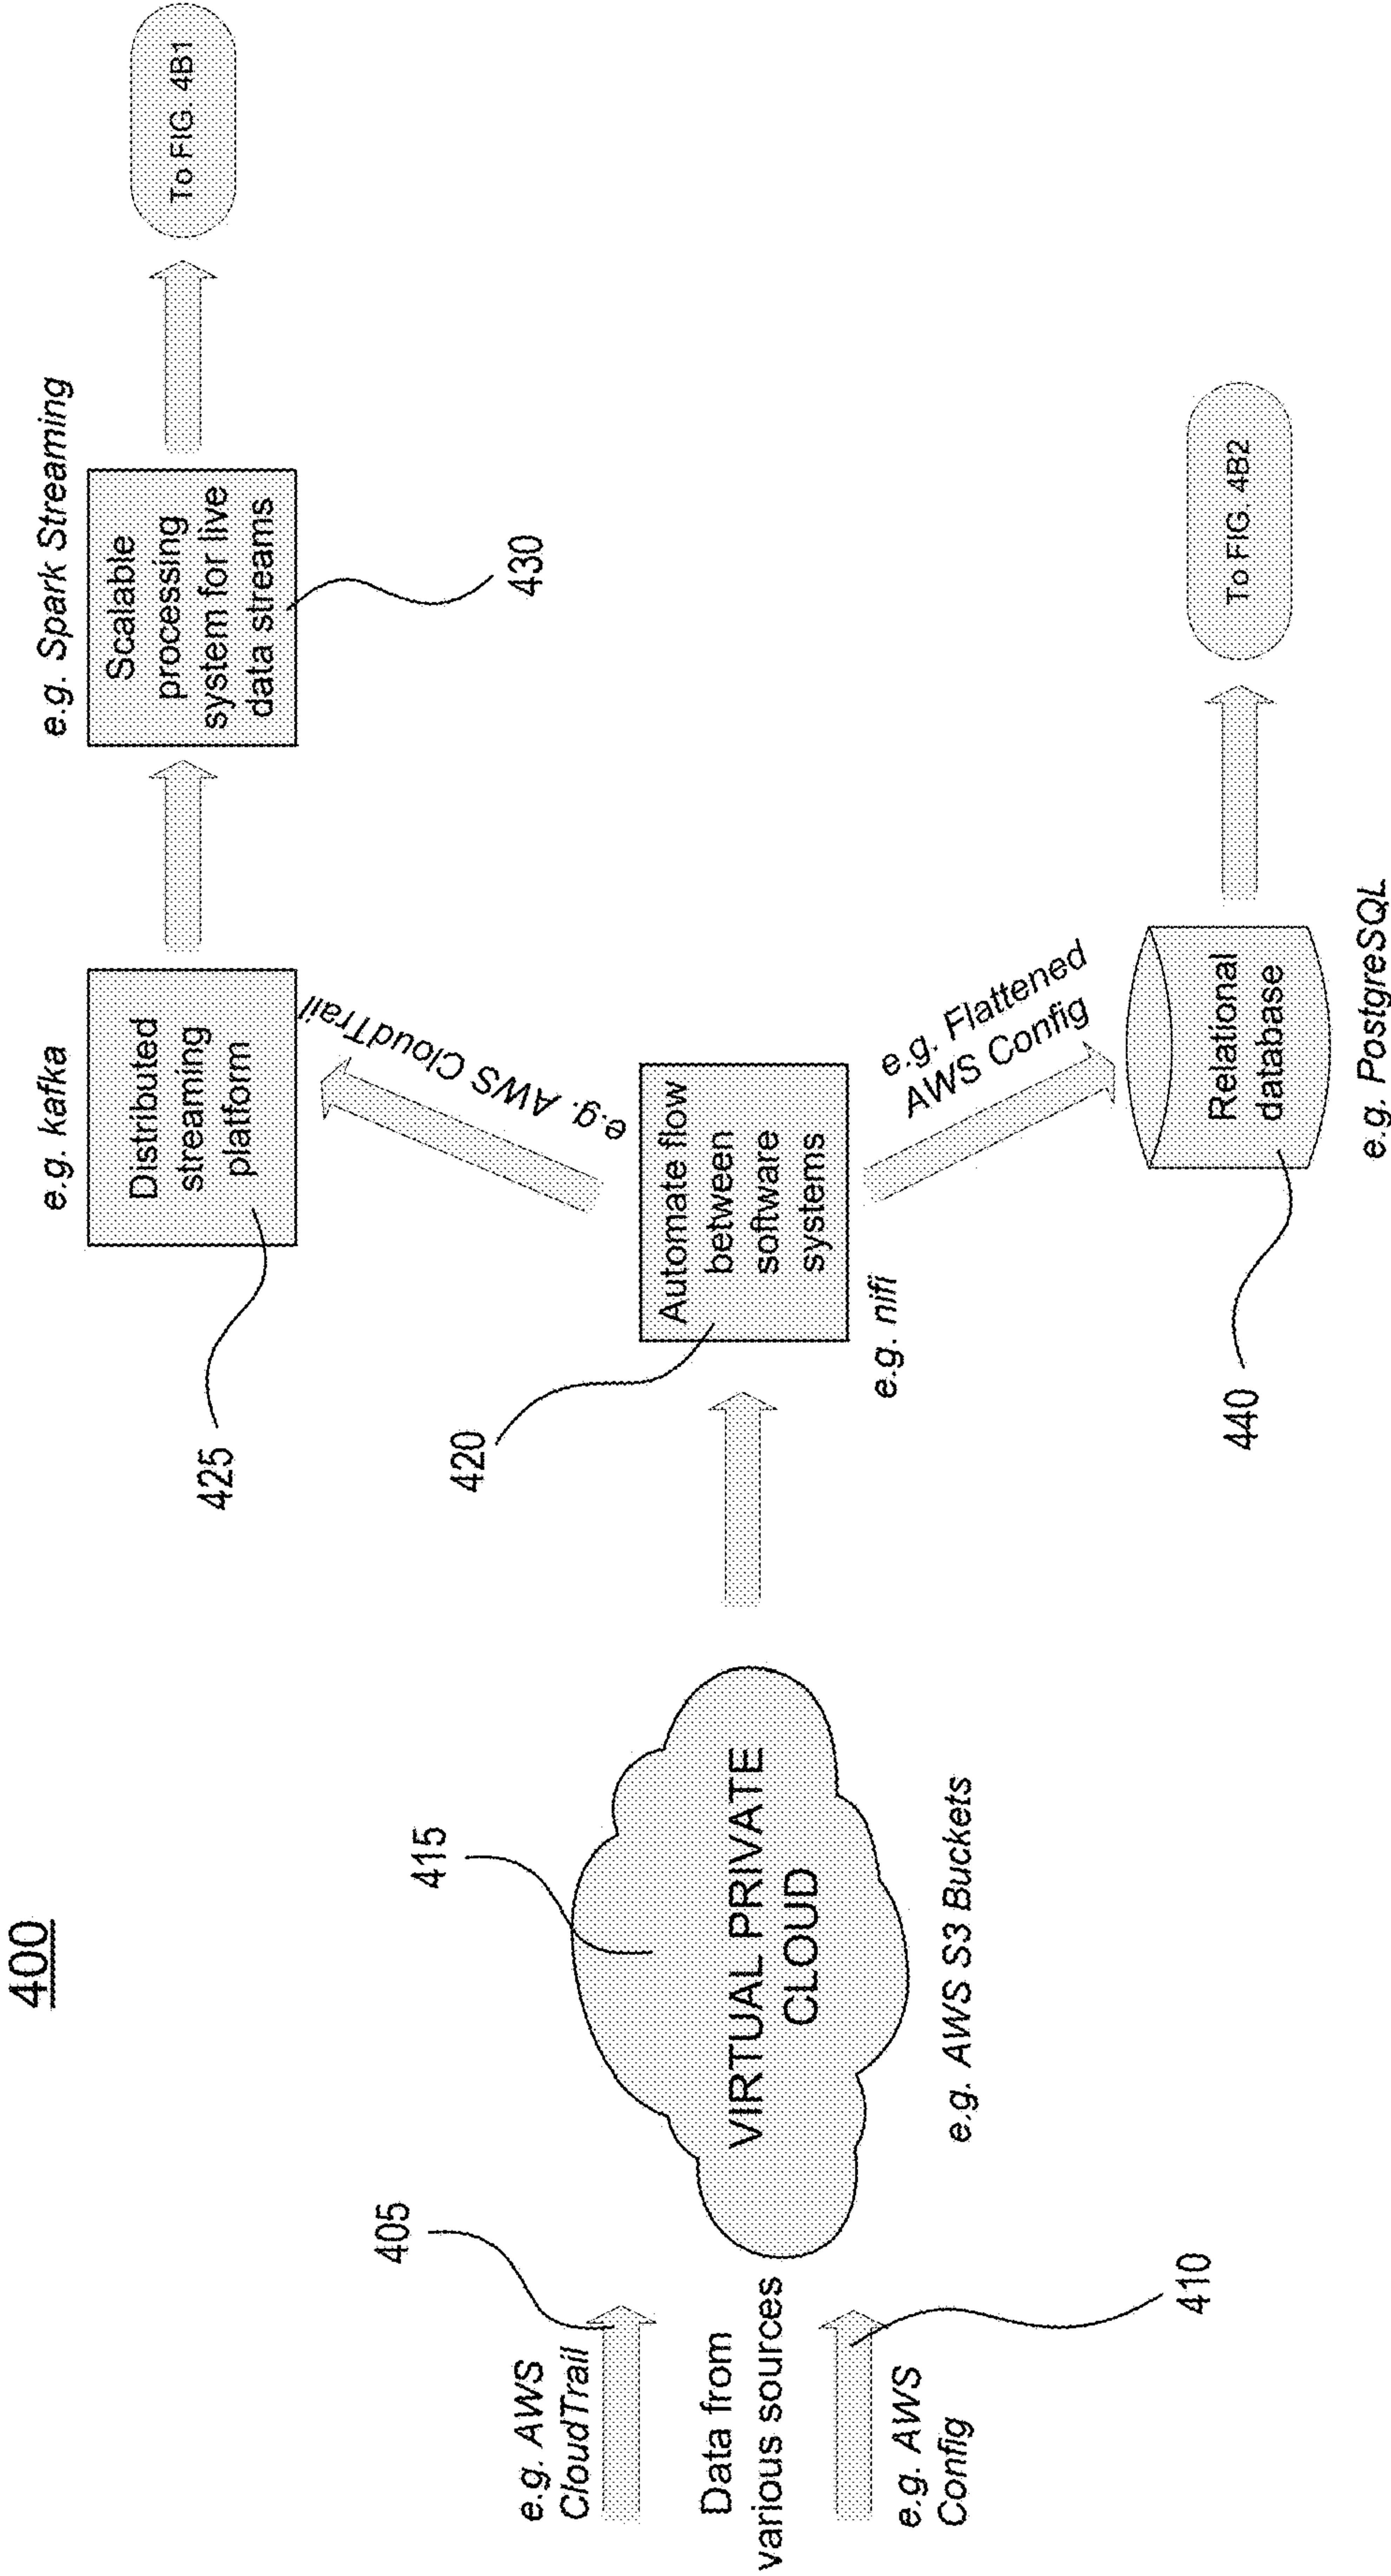 400
e.g. AWS
CloudTrail
405
Data from
various sources
e.g. AWS
Config
410
415
VIRTUAL PRIVATE
CLOUD
e.g. AWS S3 Buckets
420
Automate flow
between
software
systems
e.g. nifi
e.g. AWS CloudTrail
e.g. kafka
Distributed
streaming
platform
425
e.g. Spark Streaming
Scalable
processing
system for live
data streams
430
To FIG. 4B1
e.g. Flattened
AWS Config
Relational
database
440
e.g. PostgreSQL
To FIG. 4B2